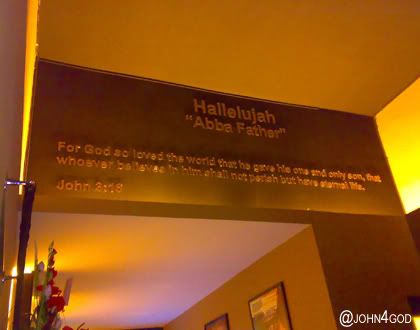 Hallelujah
"Abba Father"
For God so loved the world that he gave his one and only son, that
whoever believes in him shall not perish but have eternal life.
John 3:16
@JOHN4GOD